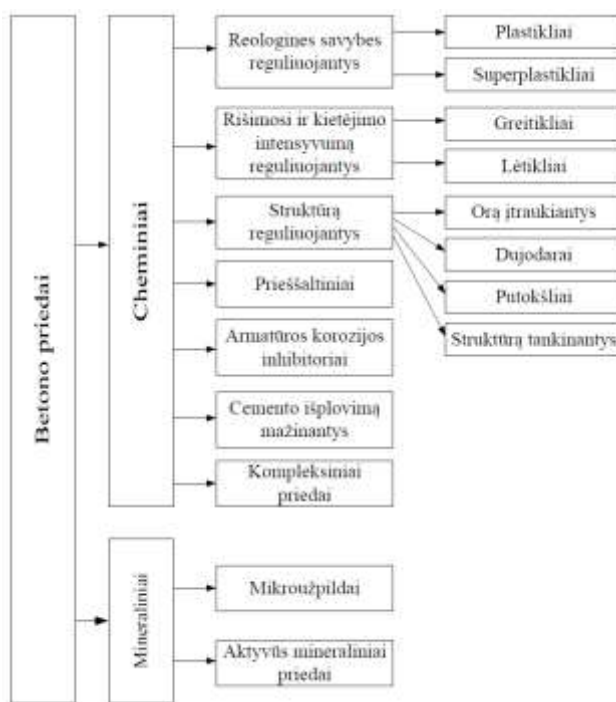 Betono priedai
Cheminiai
Reologines savybes
reguliuojantys
Plastikliai
Superplastikliai
Rišimosi ir kietėjimo
intensyvumą
reguliuojantys
Greitikliai
Lėtikliai
Struktūrą
reguliuojantys
Orą įtraukiantys
Dujodarai
Putokšliai
Struktūrą tankinantys
Prieššaltiniai
Armatūros korozijos
inhibitoriai
Cemento išplovimą
mažinantys
Kompleksiniai
priedai
Mineraliniai
Mikroužpildai
Aktyvūs mineraliniai
priedai